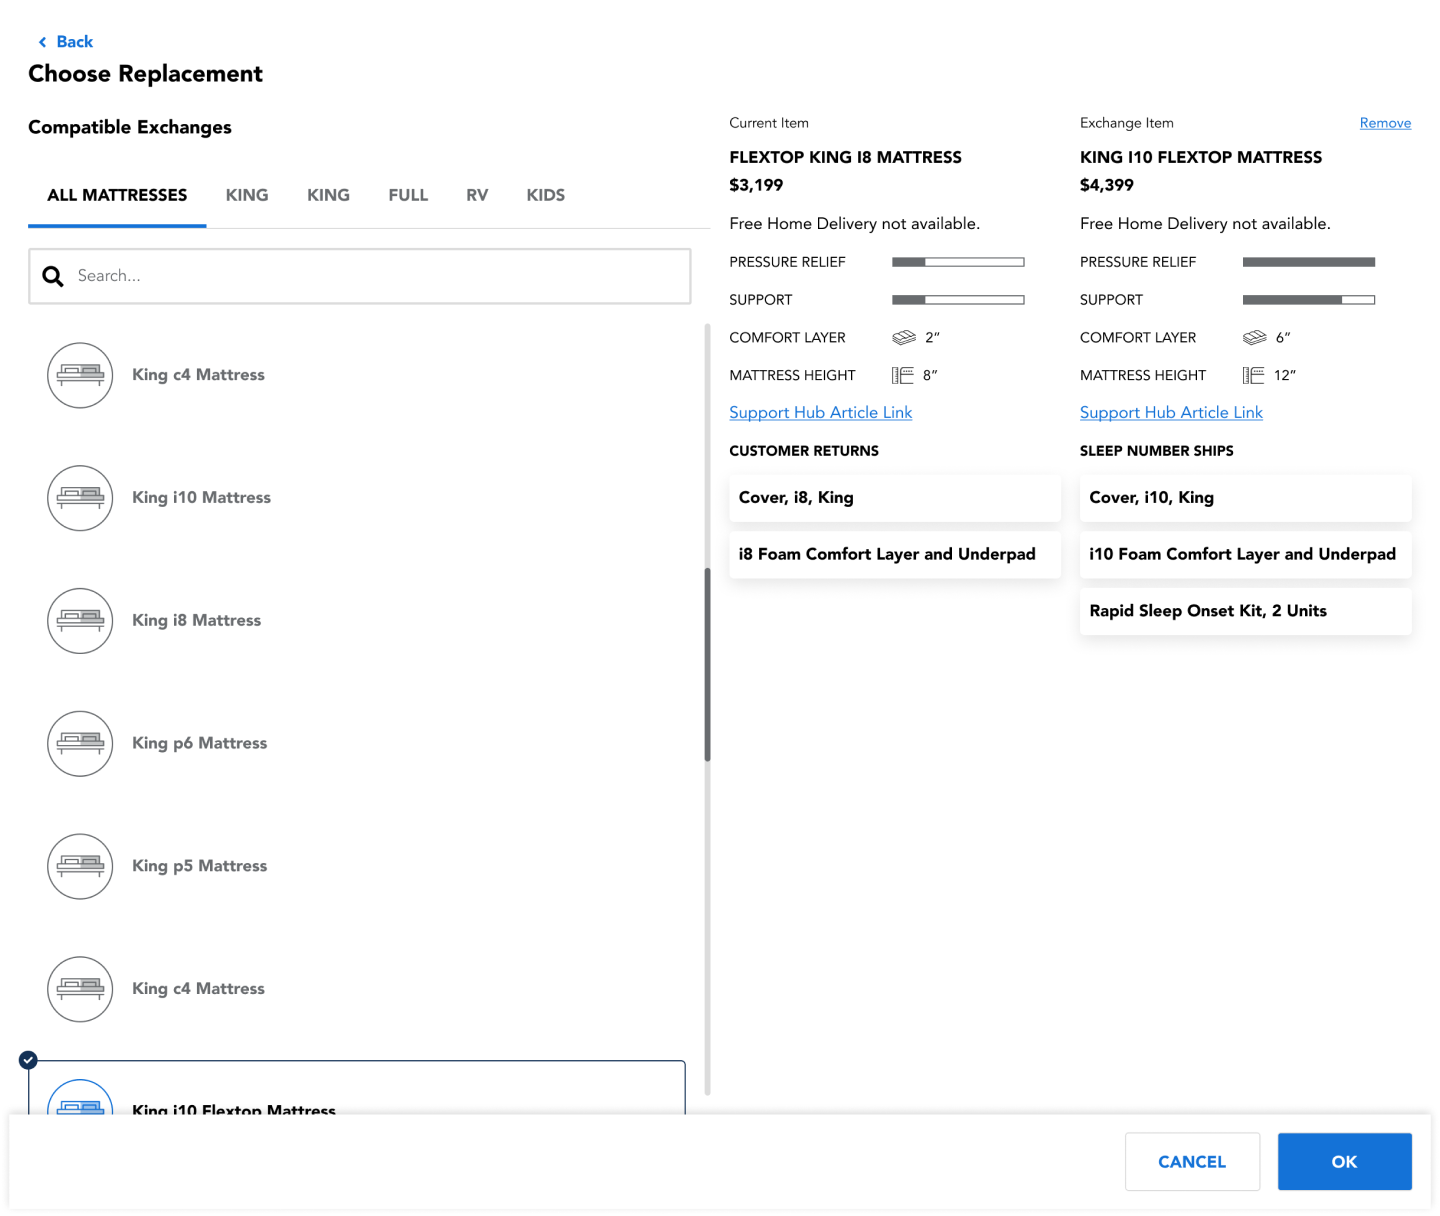 Back
Choose Replacement
Compatible Exchanges
ALL MATTRESSES KING KING FULL RV KIDS
Search...
King c4 Mattress
King i10 Mattress
King i8 Mattress
King p6 Mattress
King p5 Mattress
King c4 Mattress
King i10 Flextop Mattress
Current Item
FLEXTOP KING I8 MATTRESS
$3,199
Free Home Delivery not available.
PRESSURE RELIEF
SUPPORT
COMFORT LAYER 2”
MATTRESS HEIGHT 8”
Support Hub Article Link
CUSTOMER RETURNS
Cover, i8, King
i8 Foam Comfort Layer and Underpad
Exchange Item Remove
KING I10 FLEXTOP MATTRESS
$4,399
Free Home Delivery not available.
PRESSURE RELIEF
SUPPORT
COMFORT LAYER 6”
MATTRESS HEIGHT 12”
Support Hub Article Link
SLEEP NUMBER SHIPS
Cover, i10, King
i10 Foam Comfort Layer and Underpad
Rapid Sleep Onset Kit, 2 Units
CANCEL OK